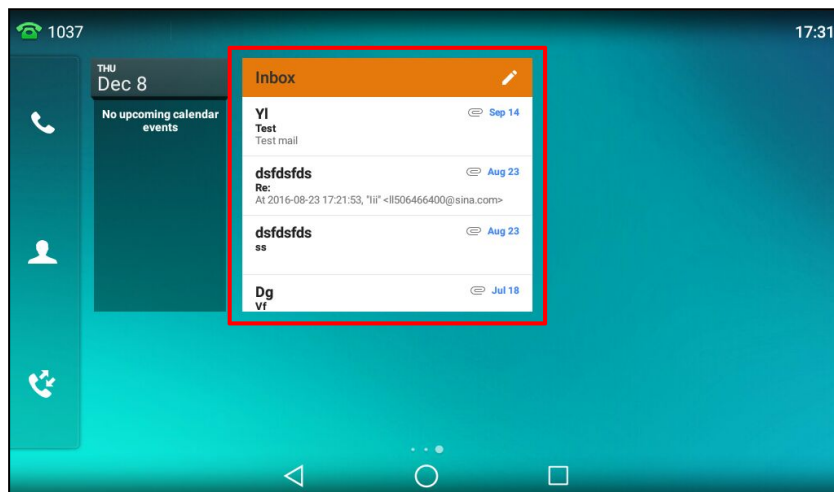 1037
17:31
THU
Dec 8
No upcoming calendar
events
Inbox
Yl
Sep 14
Test
Test mail
dsfdsfds
Aug 23
Re:
At 2016-08-23 17:21:53, "lii" <ll506466400@sina.com>
dsfdsfds
Aug 23
ss
Dg
Jul 18
Vf